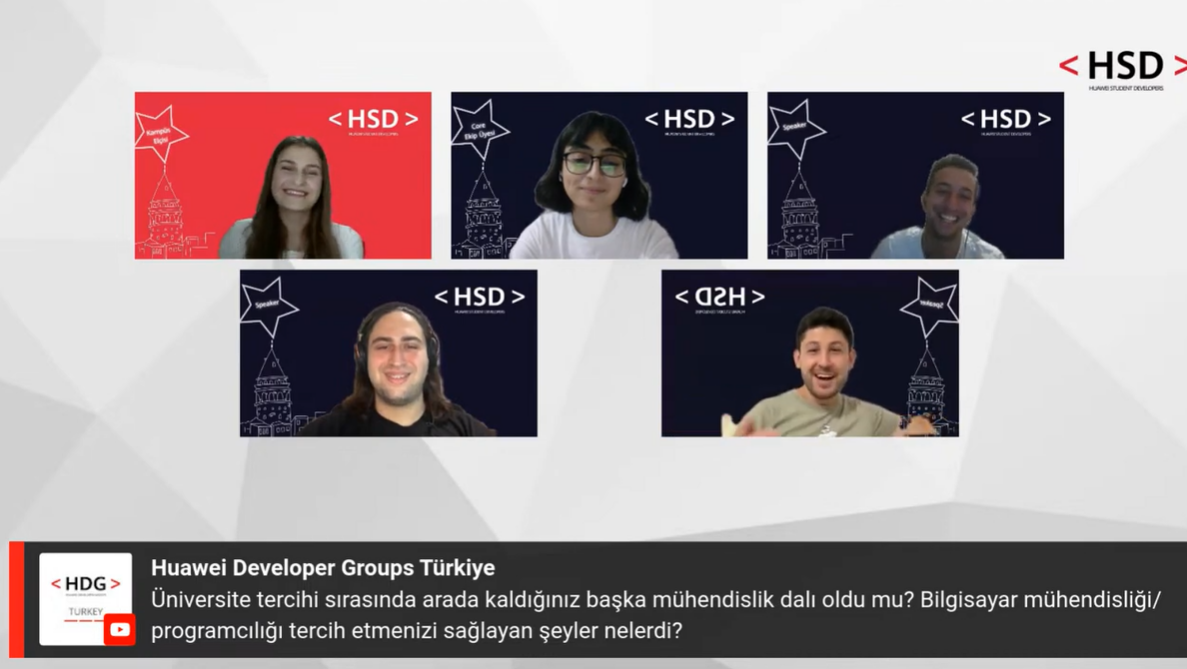 < HSD >
HUAWEI STUDENT DEVELOPERS
Kampüs
Elçisi
< HSD >
Core
Ekip Üyesi
< HSD >
Speaker
< HSD >
Speaker
< HSD >
< HSD >
Speaker
< HDG >
TURKEY
Huawei Developer Groups Türkiye
Üniversite tercihi sırasında arada kaldığınız başka mühendislik dalı oldu mu? Bilgisayar mühendisliği/
programcılığı tercih etmenizi sağlayan şeyler nelerdi?